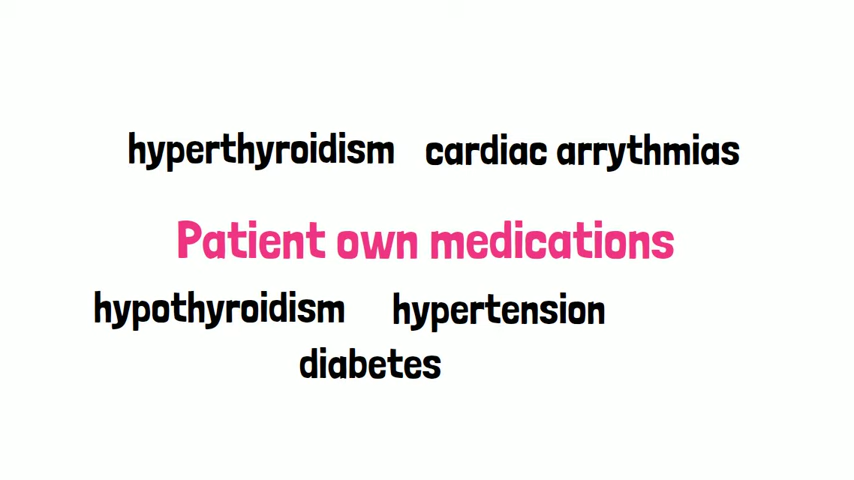 hyperthyroidism cardiac arrythmias
Patient own medications
hypothyroidism hypertension
diabetes